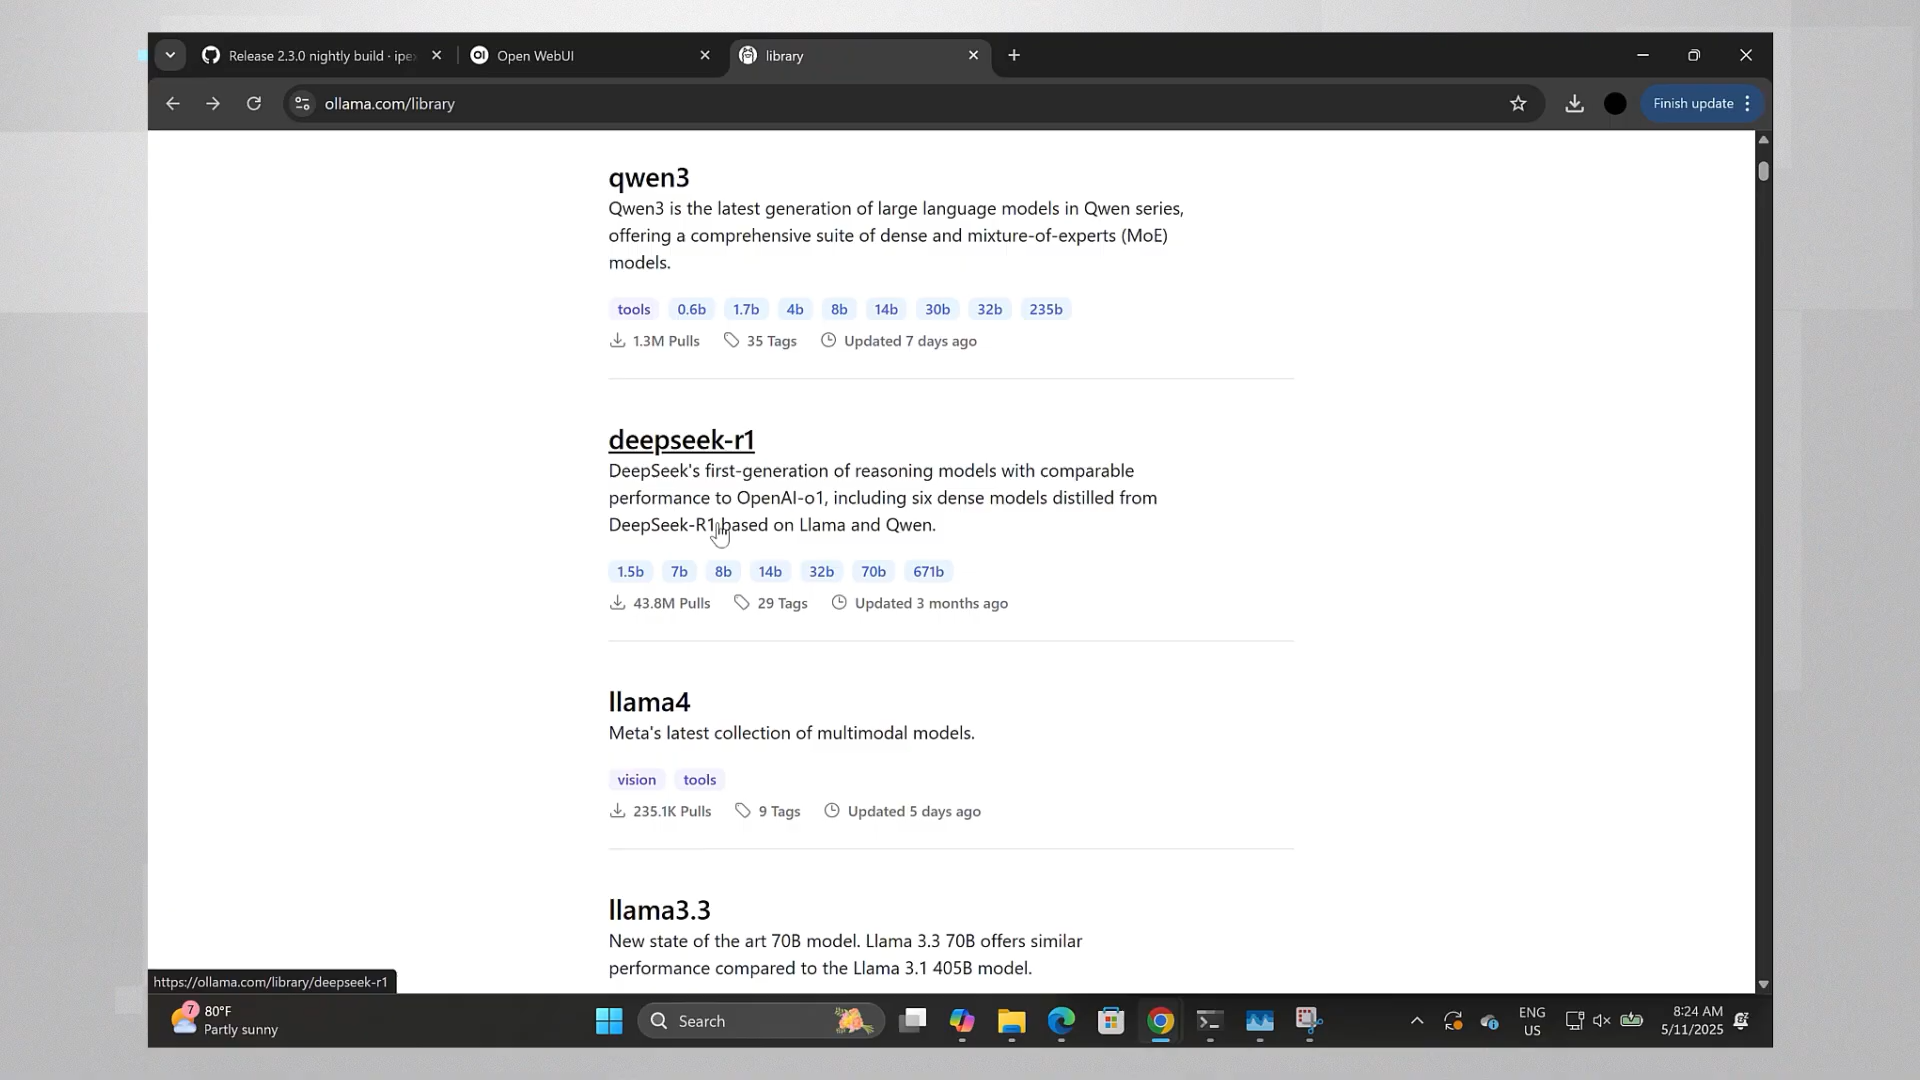 Release 2.3.0 nightly build · ipex
Open WebUI
library
ollama.com/library
Finish update
qwen3
Qwen3 is the latest generation of large language models in Qwen series,
offering a comprehensive suite of dense and mixture-of-experts (MoE)
models.
tools 0.6b 1.7b 4b 8b 14b 30b 32b 235b
1.3M Pulls 35 Tags Updated 7 days ago
deepseek-r1
DeepSeek's first-generation of reasoning models with comparable
performance to OpenAI-o1, including six dense models distilled from
DeepSeek-R1 based on Llama and Qwen.
1.5b 7b 8b 14b 32b 70b 671b
43.8M Pulls 29 Tags Updated 3 months ago
llama4
Meta's latest collection of multimodal models.
vision tools
235.1K Pulls 9 Tags Updated 5 days ago
llama3.3
New state of the art 70B model. Llama 3.3 70B offers similar
performance compared to the Llama 3.1 405B model.
https://ollama.com/library/deepseek-r1
7
80°F
Partly sunny
Search
ENG
US
8:24 AM
5/11/2025